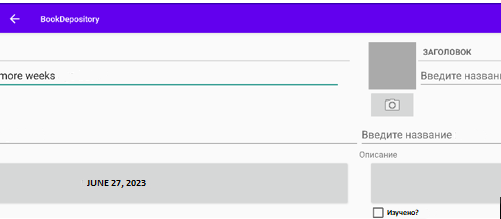 BookDepository
more weeks
JUNE 27, 2023
ЗАГОЛОВОК
Введите назван
Введите название
Описание
Изучено?